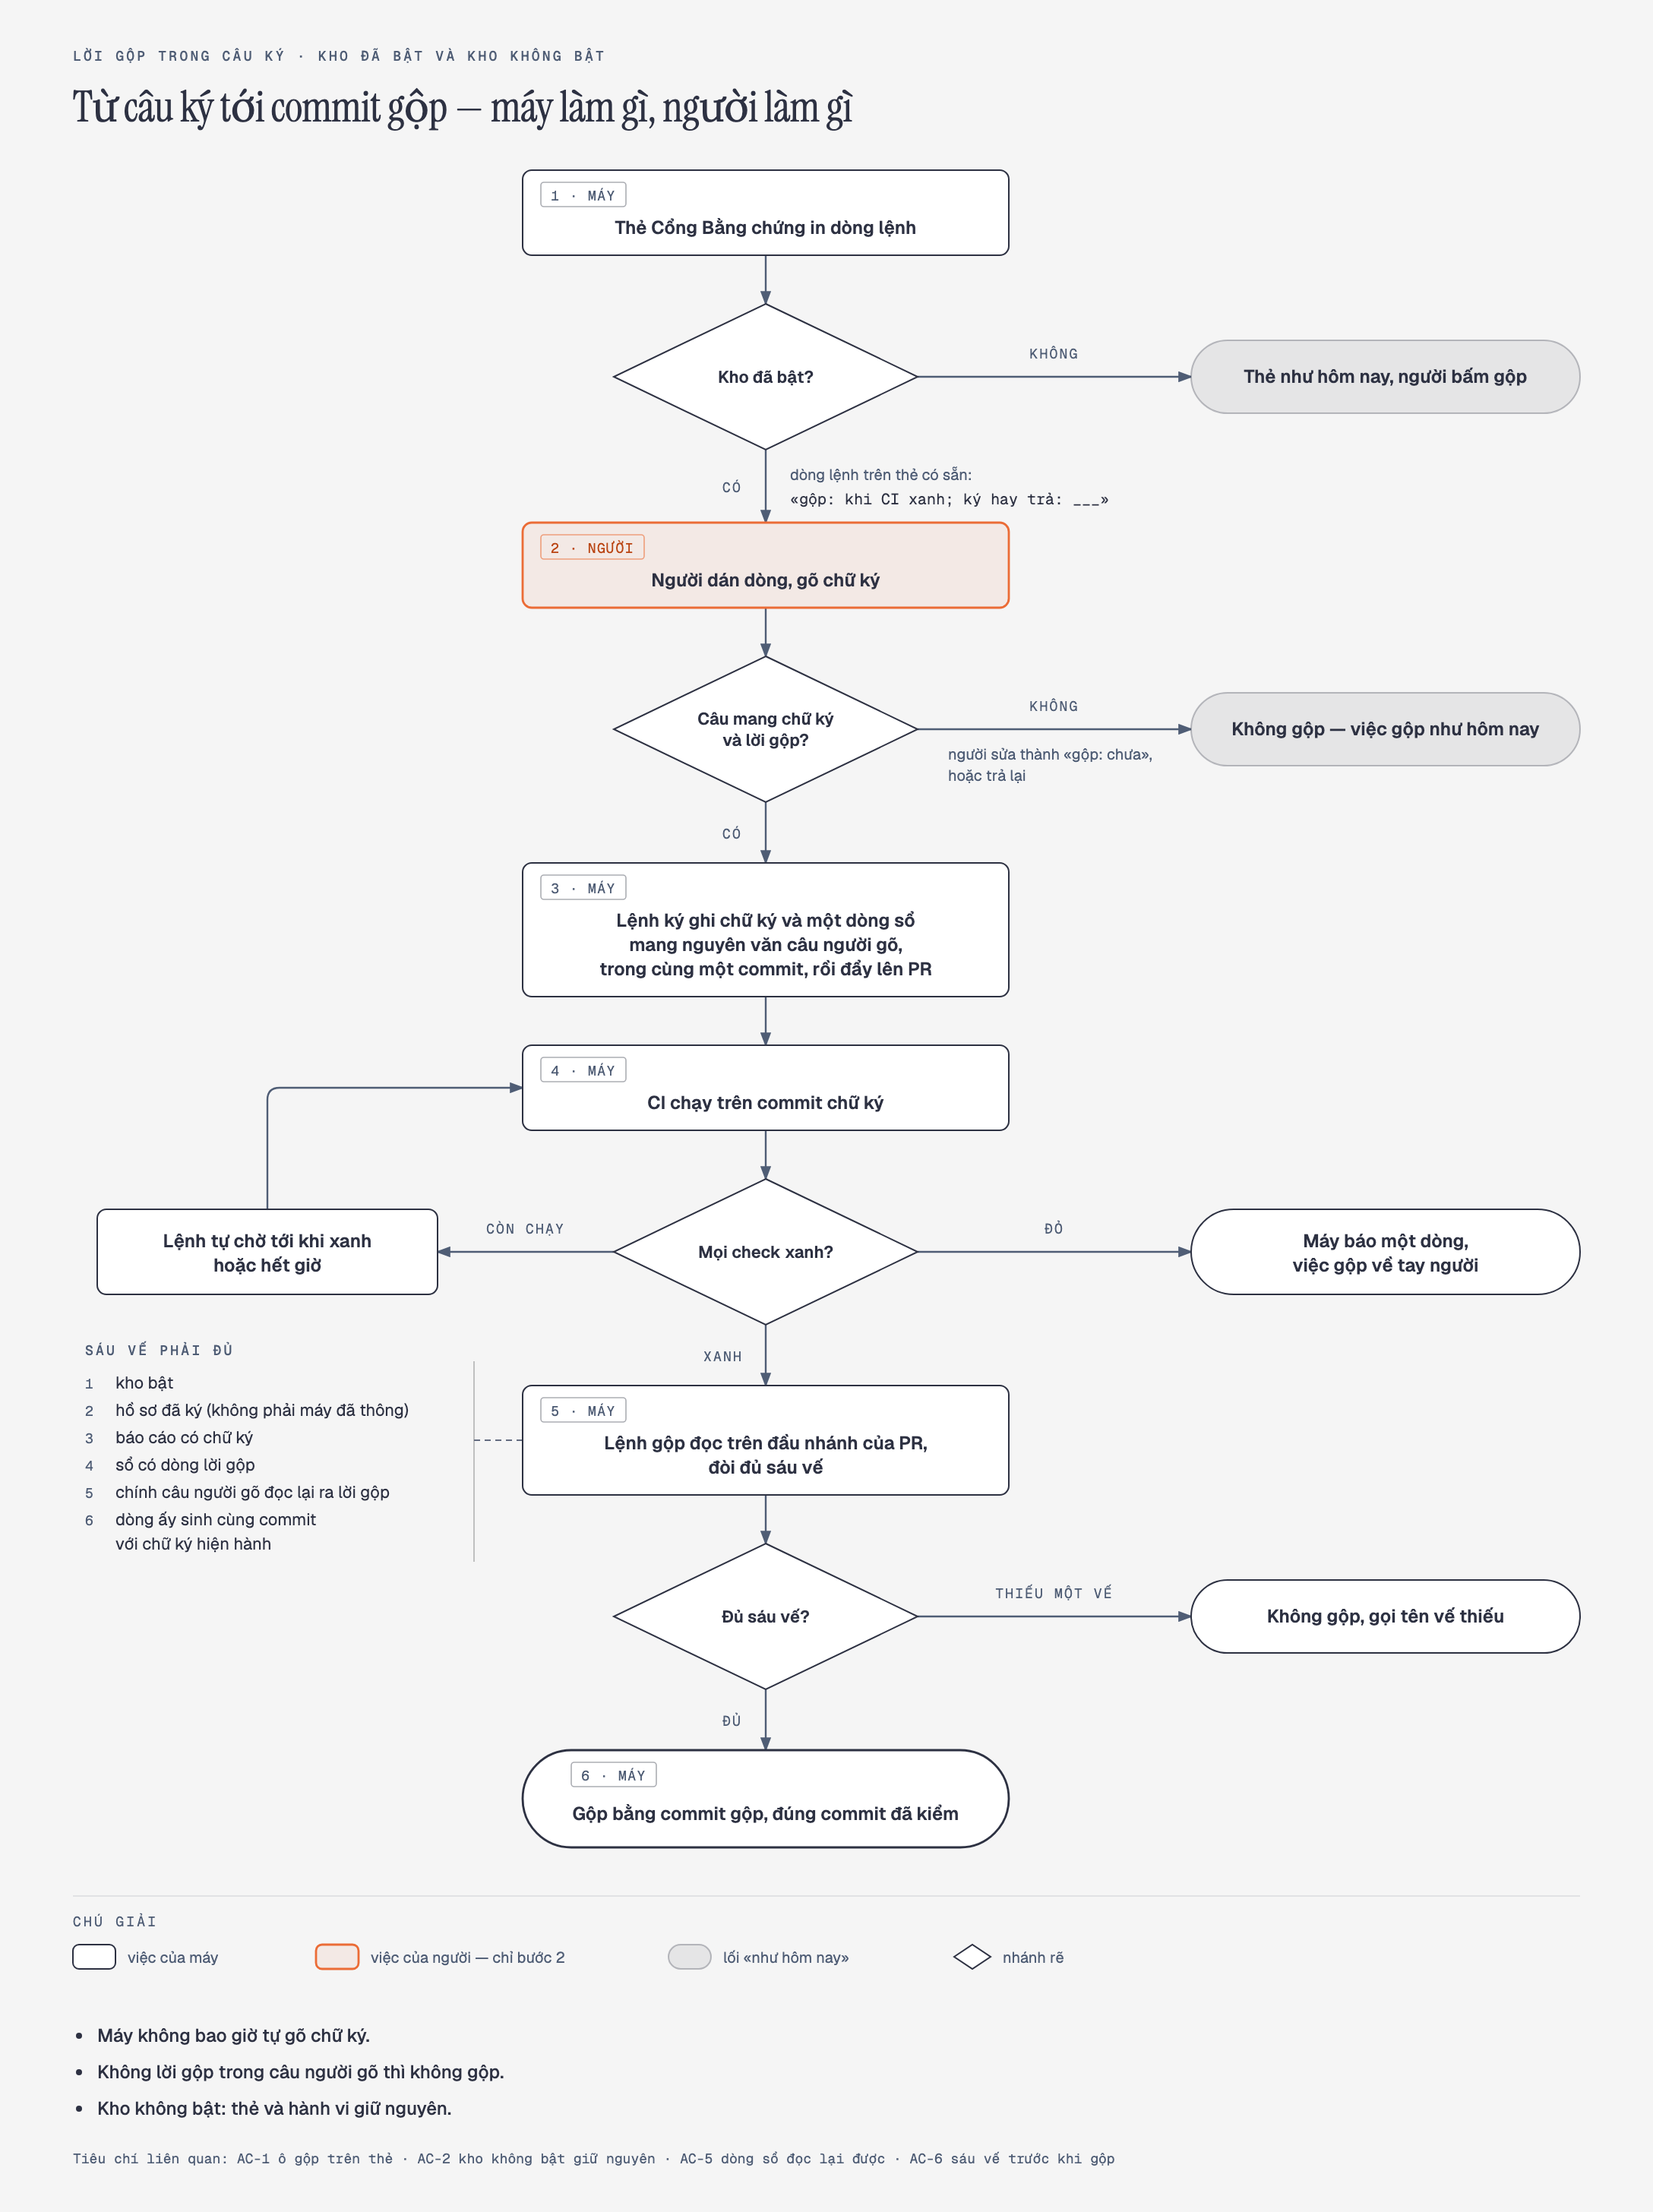 LỜI GỘP TRONG CÂU KÝ · KHO ĐÃ BẬT VÀ KHO KHÔNG BẬT
Từ câu ký tới commit gộp — máy làm gì, người làm gì
1 · MÁY
Thẻ Cổng Bằng chứng in dòng lệnh
Kho đã bật?
KHÔNG
Thẻ như hôm nay, người bấm gộp
CÓ
dòng lệnh trên thẻ có sẵn:
«gộp: khi CI xanh; ký hay trả: ___»
2 · NGƯỜI
Người dán dòng, gõ chữ ký
Câu mang chữ ký
và lời gộp?
KHÔNG
Không gộp — việc gộp như hôm nay
người sửa thành «gộp: chưa»,
hoặc trả lại
CÓ
3 · MÁY
Lệnh ký ghi chữ ký và một dòng sổ
mang nguyên văn câu người gõ,
trong cùng một commit, rồi đẩy lên PR
4 · MÁY
CI chạy trên commit chữ ký
Lệnh tự chờ tới khi xanh
hoặc hết giờ
CÒN CHẠY
Mọi check xanh?
ĐỎ
Máy báo một dòng,
việc gộp về tay người
XANH
SÁU VẾ PHẢI ĐỦ
1 kho bật
2 hồ sơ đã ký (không phải máy đã thông)
3 báo cáo có chữ ký
4 sổ có dòng lời gộp
5 chính câu người gõ đọc lại ra lời gộp
6 dòng ấy sinh cùng commit
với chữ ký hiện hành
5 · MÁY
Lệnh gộp đọc trên đầu nhánh của PR,
đòi đủ sáu vế
Đủ sáu vế?
THIẾU MỘT VẾ
Không gộp, gọi tên vế thiếu
ĐỦ
6 · MÁY
Gộp bằng commit gộp, đúng commit đã kiểm
CHÚ GIẢI
việc của máy
việc của người — chỉ bước 2
lối «như hôm nay»
nhánh rẽ
• Máy không bao giờ tự gõ chữ ký.
• Không lời gộp trong câu người gõ thì không gộp.
• Kho không bật: thẻ và hành vi giữ nguyên.
Tiêu chí liên quan: AC-1 ô gộp trên thẻ · AC-2 kho không bật giữ nguyên · AC-5 dòng sổ đọc lại được · AC-6 sáu vế trước khi gộp